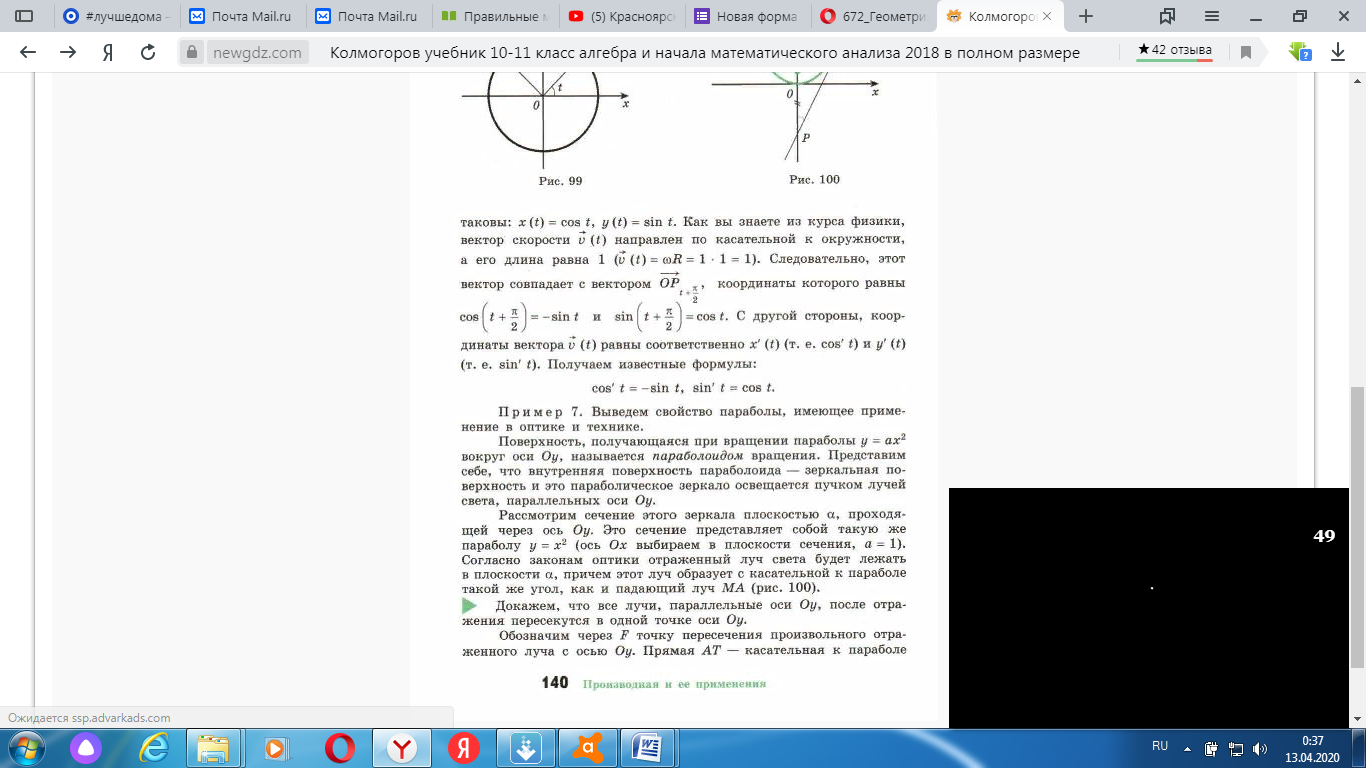 #лучшедома –
Почта Mail.ru
Почта Mail.ru
Правильные м
(5) Красноярск
Новая форма
672_Геометри
Колмогоров
newgdz.com
Колмогоров учебник 10-11 класс алгебра и начала математического анализа 2018 в полном размере
★42 отзыва
t
0
x
Рис. 99
0
x
P
Рис. 100
таковы: x (t) = cos t, y (t) = sin t. Как вы знаете из курса физики,
вектор скорости v⃗ (t) направлен по касательной к окружности,
а его длина равна 1 (v⃗ (t) = ωR = 1 · 1 = 1). Следовательно, этот
вектор совпадает с вектором OP⃗ t + π/2, координаты которого равны
cos(t + π/2) = –sin t и sin(t + π/2) = cos t. С другой стороны, коор-
динаты вектора v⃗ (t) равны соответственно x′ (t) (т. е. cos′ t) и y′ (t)
(т. е. sin′ t). Получаем известные формулы:
cos′ t = –sin t, sin′ t = cos t.
Пример 7. Выведем свойство параболы, имеющее приме-
нение в оптике и технике.
Поверхность, получающаяся при вращении параболы y = ax²
вокруг оси Oy, называется параболоидом вращения. Представим
себе, что внутренняя поверхность параболоида — зеркальная по-
верхность и это параболическое зеркало освещается пучком лучей
света, параллельных оси Oy.
Рассмотрим сечение этого зеркала плоскостью α, проходя-
щей через ось Oy. Это сечение представляет собой такую же
параболу y = x² (ось Ox выбираем в плоскости сечения, a = 1).
Согласно законам оптики отраженный луч света будет лежать
в плоскости α, причем этот луч образует с касательной к параболе
такой же угол, как и падающий луч MA (рис. 100).
Докажем, что все лучи, параллельные оси Oy, после отра-
жения пересекутся в одной точке оси Oy.
Обозначим через F точку пересечения произвольного отра-
женного луча с осью Oy. Прямая AT — касательная к параболе
140 Производная и ее применения
49
Ожидается ssp.advarkads.com
RU
0:37
13.04.2020